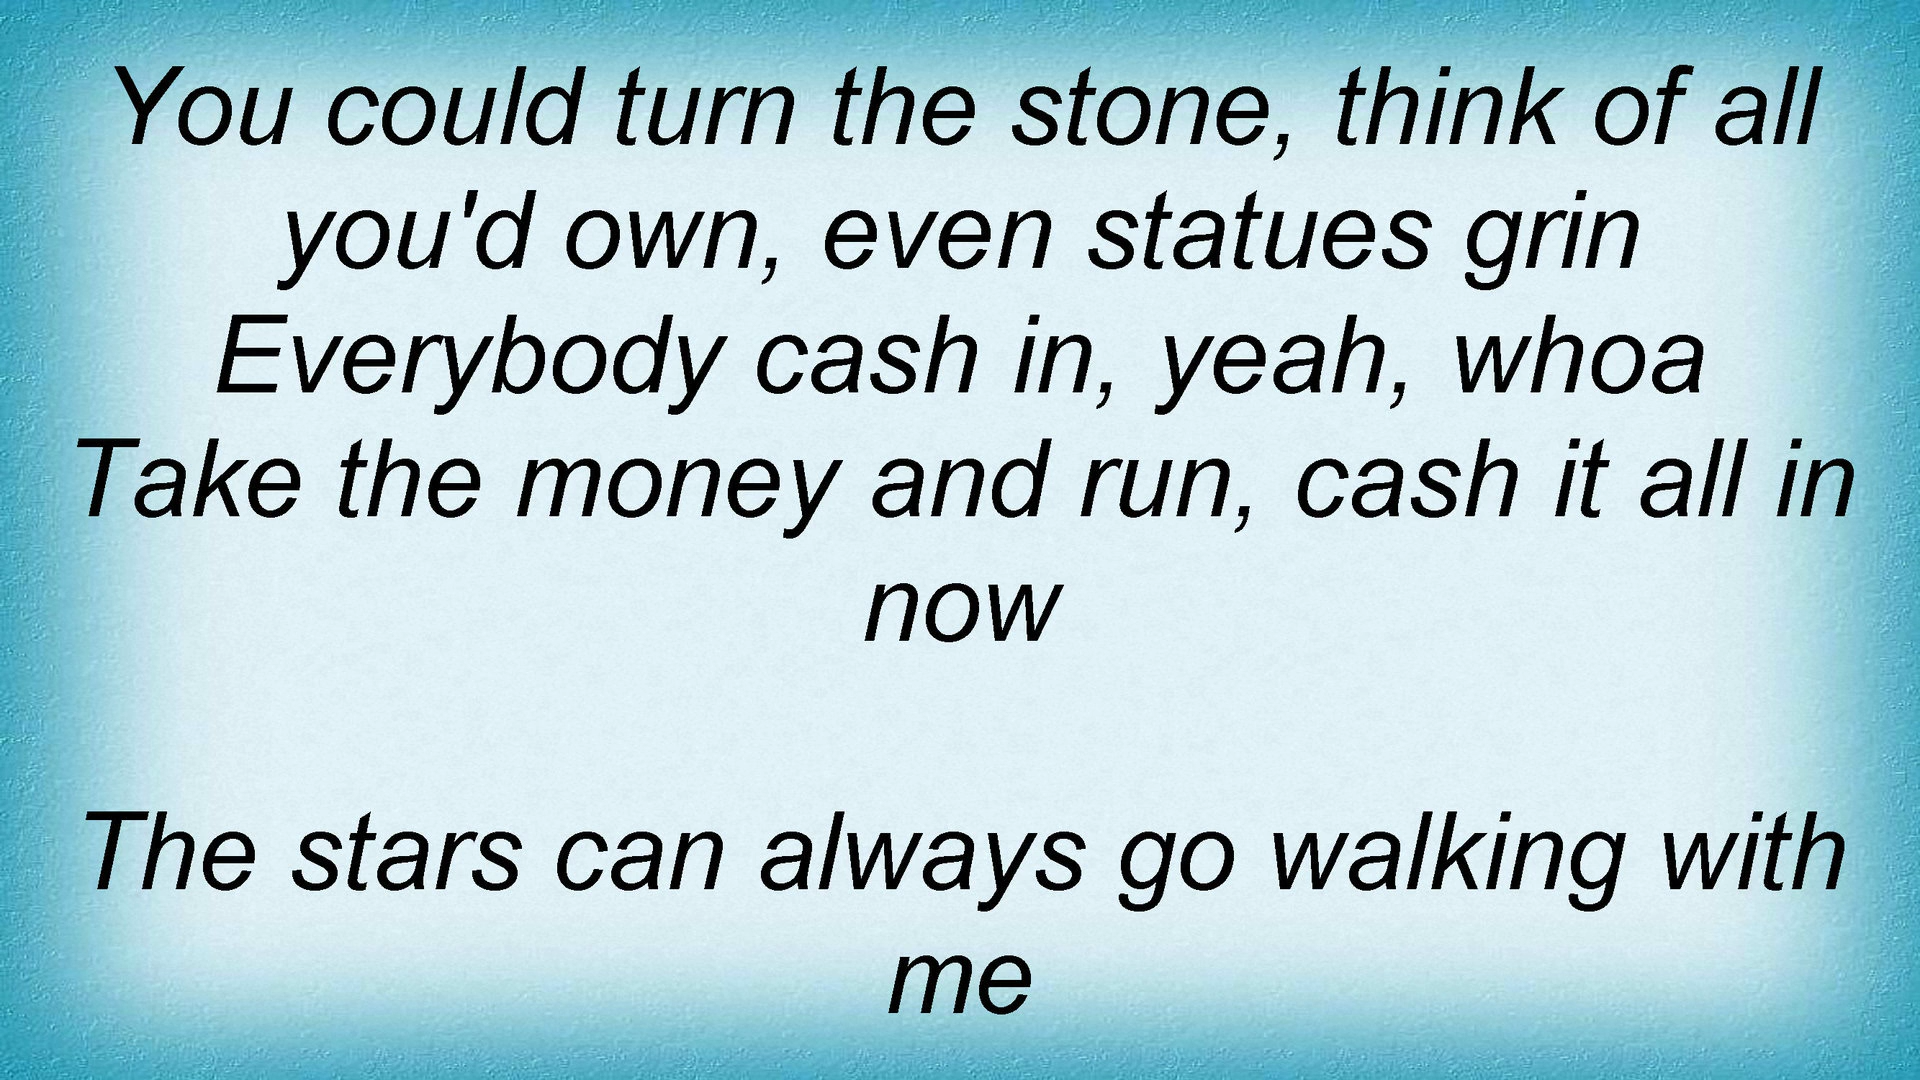 You could turn the stone, think of all
you'd own, even statues grin
Everybody cash in, yeah, whoa
Take the money and run, cash it all in
now
The stars can always go walking with
me